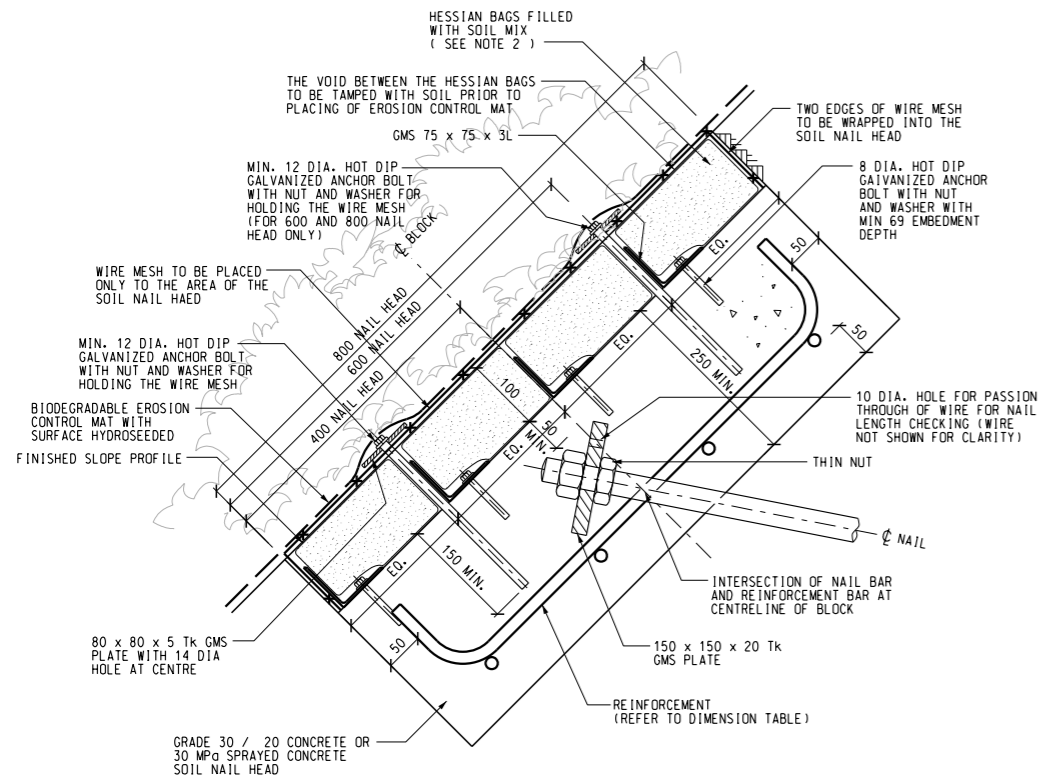 HESSIAN BAGS FILLED
WITH SOIL MIX
( SEE NOTE 2 )
THE VOID BETWEEN THE HESSIAN BAGS
TO BE TAMPED WITH SOIL PRIOR TO
PLACING OF EROSION CONTROL MAT
GMS 75 x 75 x 3L
TWO EDGES OF WIRE MESH
TO BE WRAPPED INTO THE
SOIL NAIL HEAD
MIN. 12 DIA. HOT DIP
GALVANIZED ANCHOR BOLT
WITH NUT AND WASHER FOR
HOLDING THE WIRE MESH
(FOR 600 AND 800 NAIL
HEAD ONLY)
8 DIA. HOT DIP
GAIVANIZED ANCHOR
BOLT WITH NUT
AND WASHER WITH
MIN 69 EMBEDMENT
DEPTH
℄ BLOCK
WIRE MESH TO BE PLACED
ONLY TO THE AREA OF THE
SOIL NAIL HAED
800 NAIL HEAD
600 NAIL HEAD
400 NAIL HEAD
MIN. 12 DIA. HOT DIP
GALVANIZED ANCHOR BOLT
WITH NUT AND WASHER FOR
HOLDING THE WIRE MESH
BIODEGRADABLE EROSION
CONTROL MAT WITH
SURFACE HYDROSEEDED
FINISHED SLOPE PROFILE
EQ.
EQ.
EQ.
EQ.
50
50
250 MIN.
100
50
MIN.
150 MIN.
50
10 DIA. HOLE FOR PASSION
THROUGH OF WIRE FOR NAIL
LENGTH CHECKING (WIRE
NOT SHOWN FOR CLARITY)
THIN NUT
℄ NAIL
INTERSECTION OF NAIL BAR
AND REINFORCEMENT BAR AT
CENTRELINE OF BLOCK
150 x 150 x 20 Tk
GMS PLATE
80 x 80 x 5 Tk GMS
PLATE WITH 14 DIA
HOLE AT CENTRE
REINFORCEMENT
(REFER TO DIMENSION TABLE)
GRADE 30 / 20 CONCRETE OR
30 MPa SPRAYED CONCRETE
SOIL NAIL HEAD